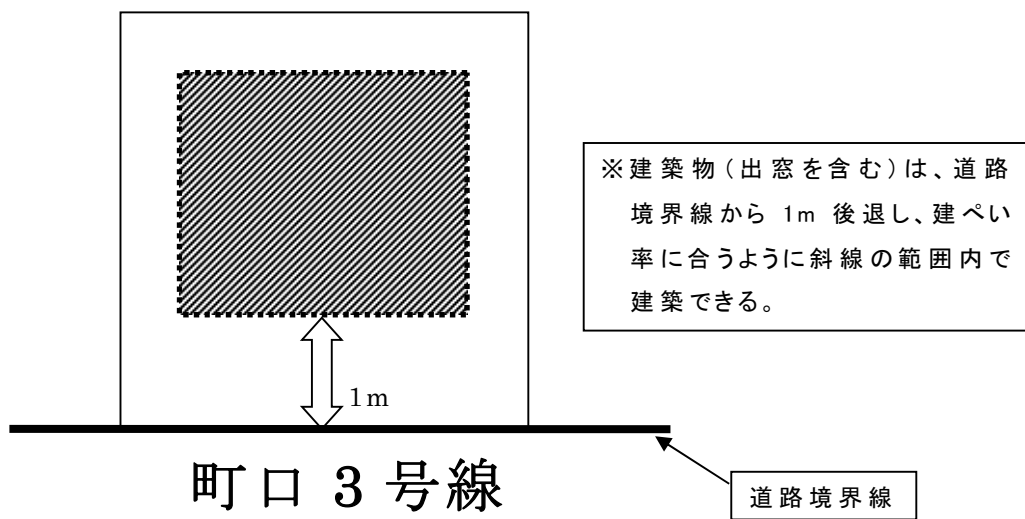 ※建築物（出窓を含む）は、道路
境界線から 1m 後退し、建ぺい
率に合うように斜線の範囲内で
建築できる。
1m
町口 3 号線
道路境界線